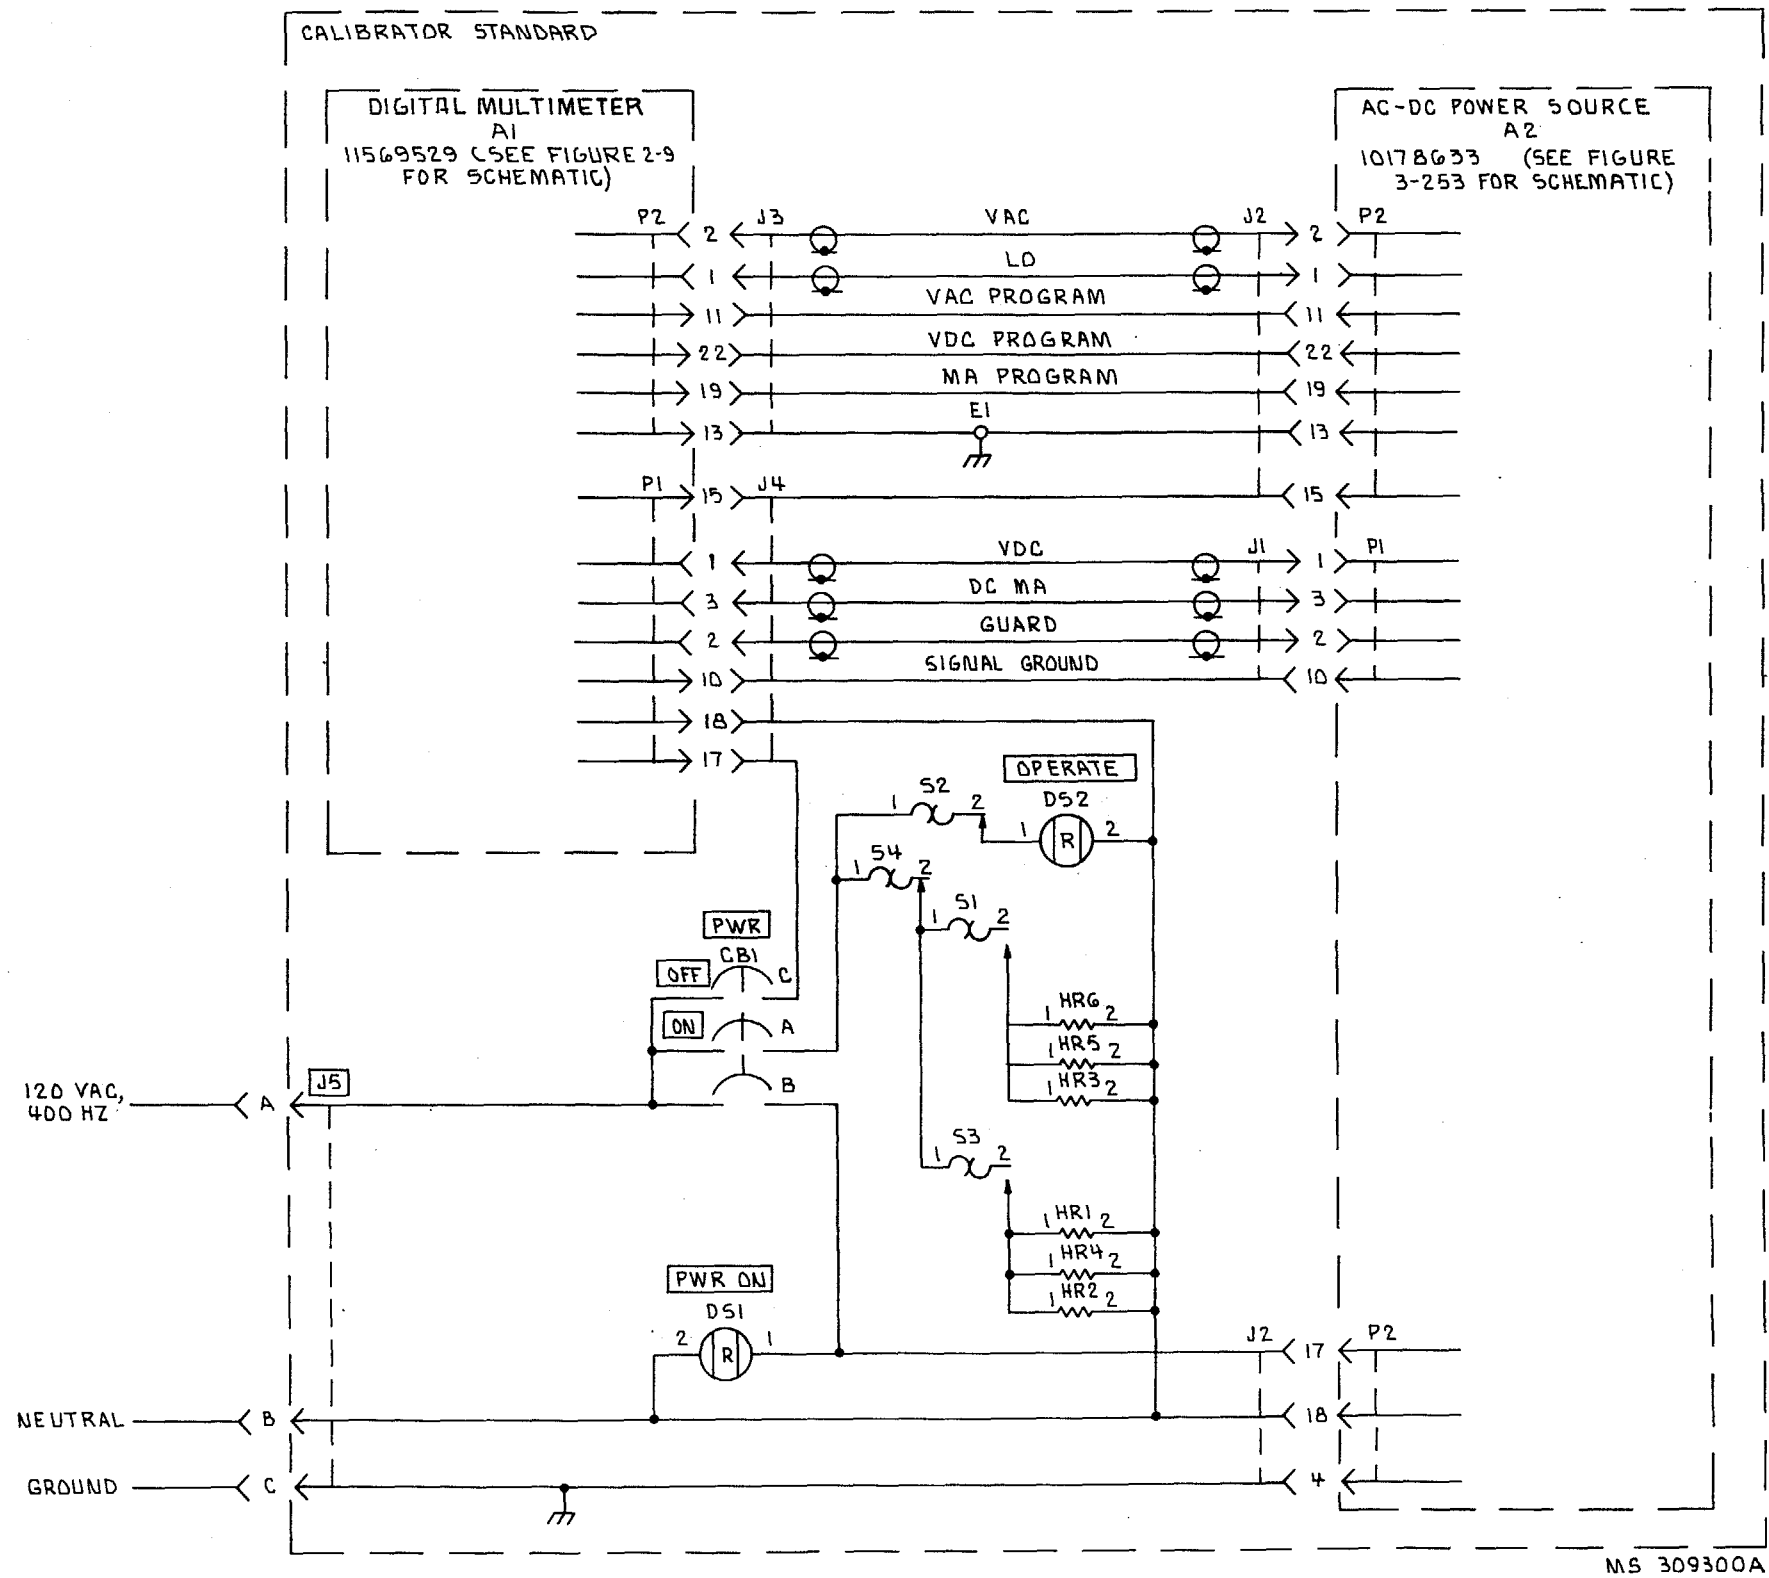 CALIBRATOR STANDARD
DIGITAL MULTIMETER
A1
11569529 (SEE FIGURE 2-9
FOR SCHEMATIC)
AC-DC POWER SOURCE
A2
10178633 (SEE FIGURE
3-253 FOR SCHEMATIC)
P2 J3 VAC J2 P2
2 2
LO
1 1
VAC PROGRAM
11 11
VDC PROGRAM
22 22
MA PROGRAM
19 19
E1
13 13
P1 J4
15 15
VDC J1 P1
1 1
DC MA
3 3
GUARD
2 2
SIGNAL GROUND
10 10
18
17
OPERATE
S2 DS2
1 2 1 R 2
S4
1 2
S1
1 2
PWR
CB1
OFF C
ON A
B
HR6
1 2
HR5
1 2
HR3
1 2
J5
120 VAC,
400 HZ A
S3
1 2
HR1
1 2
HR4
1 2
HR2
1 2
PWR ON
DS1
2 R 1
J2 P2
17
NEUTRAL B 18
GROUND C 4
MS 309300A